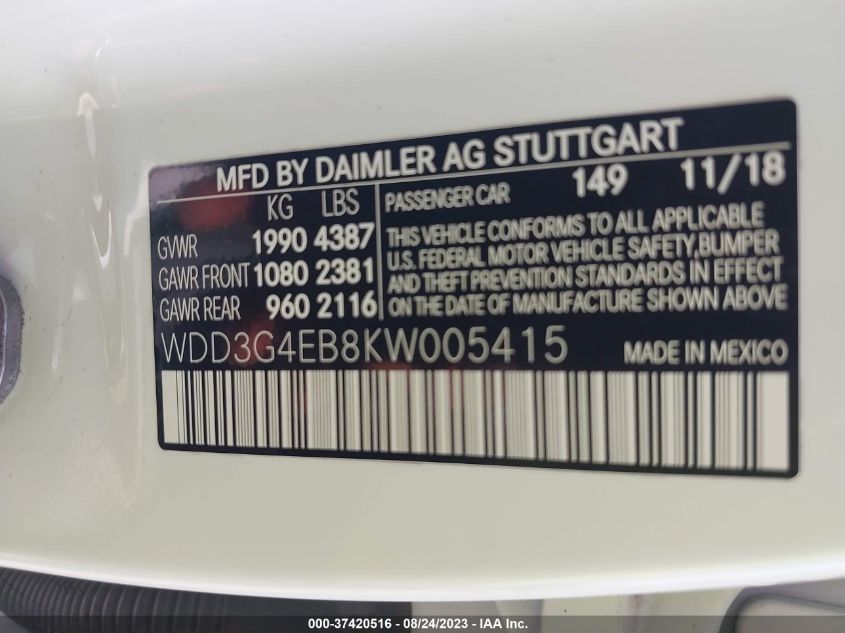 MFD BY DAIMLER AG STUTTGART
KG LBS
PASSENGER CAR 149 11/18
GVWR 1990 4387
GAWR FRONT 1080 2381
GAWR REAR 960 2116
THIS VEHICLE CONFORMS TO ALL APPLICABLE
U.S. FEDERAL MOTOR VEHICLE SAFETY,BUMPER
AND THEFT PREVENTION STANDARDS IN EFFECT
ON THE DATE OF MANUFACTURE SHOWN ABOVE
WDD3G4EB8KW005415 MADE IN MEXICO
000-37420516 - 08/24/2023 - IAA Inc.